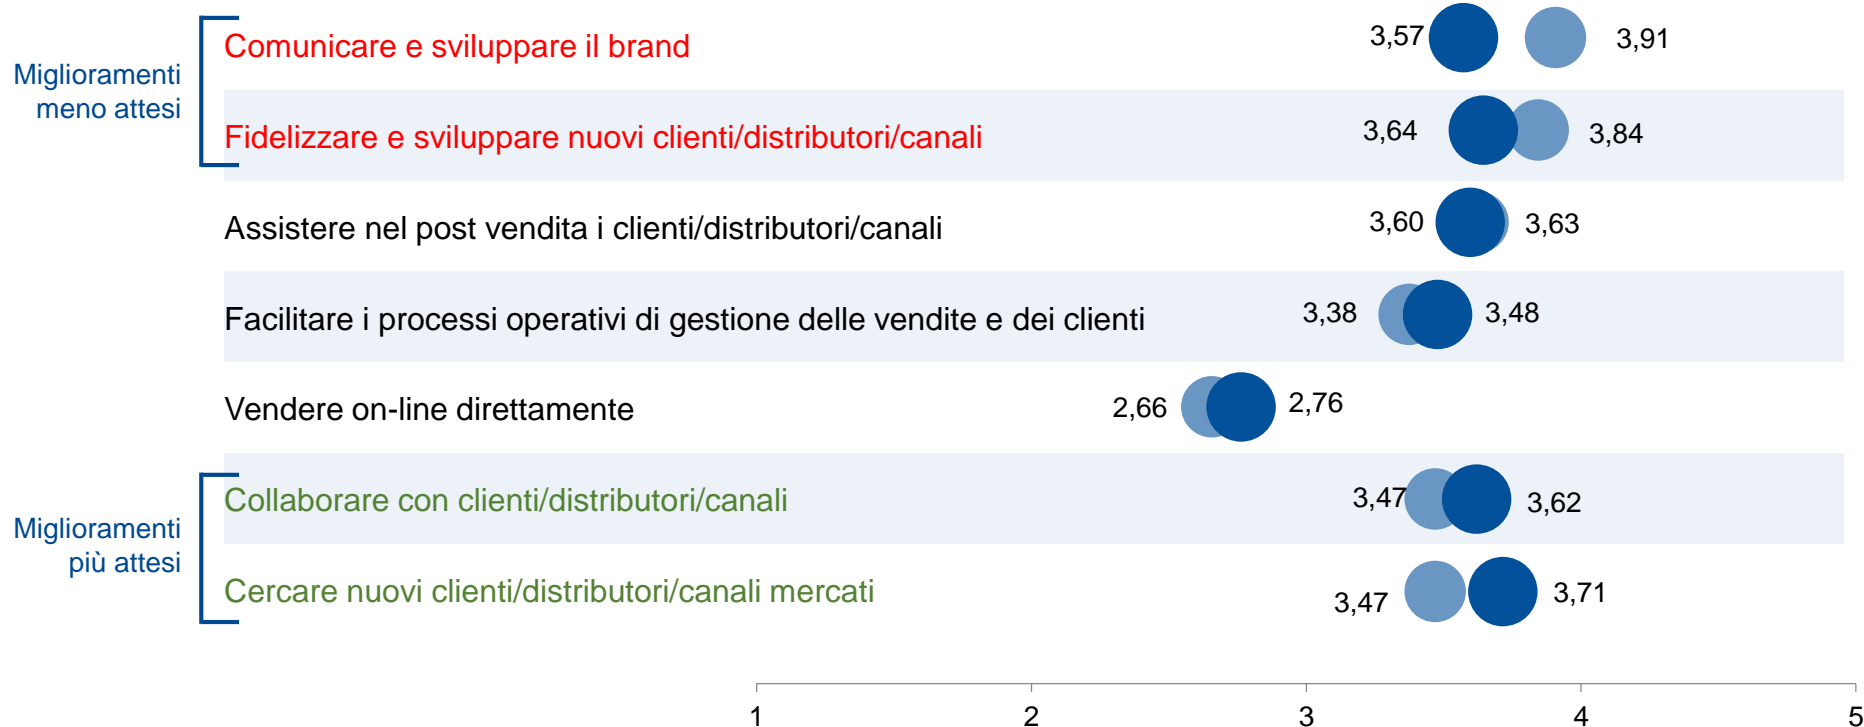 Miglioramenti
meno attesi
Comunicare e sviluppare il brand
3,57
3,91
Fidelizzare e sviluppare nuovi clienti/distributori/canali
3,64
3,84
Assistere nel post vendita i clienti/distributori/canali
3,60
3,63
Facilitare i processi operativi di gestione delle vendite e dei clienti
3,38
3,48
Vendere on-line direttamente
2,66
2,76
Miglioramenti
più attesi
Collaborare con clienti/distributori/canali
3,47
3,62
Cercare nuovi clienti/distributori/canali mercati
3,47
3,71
1 2 3 4 5